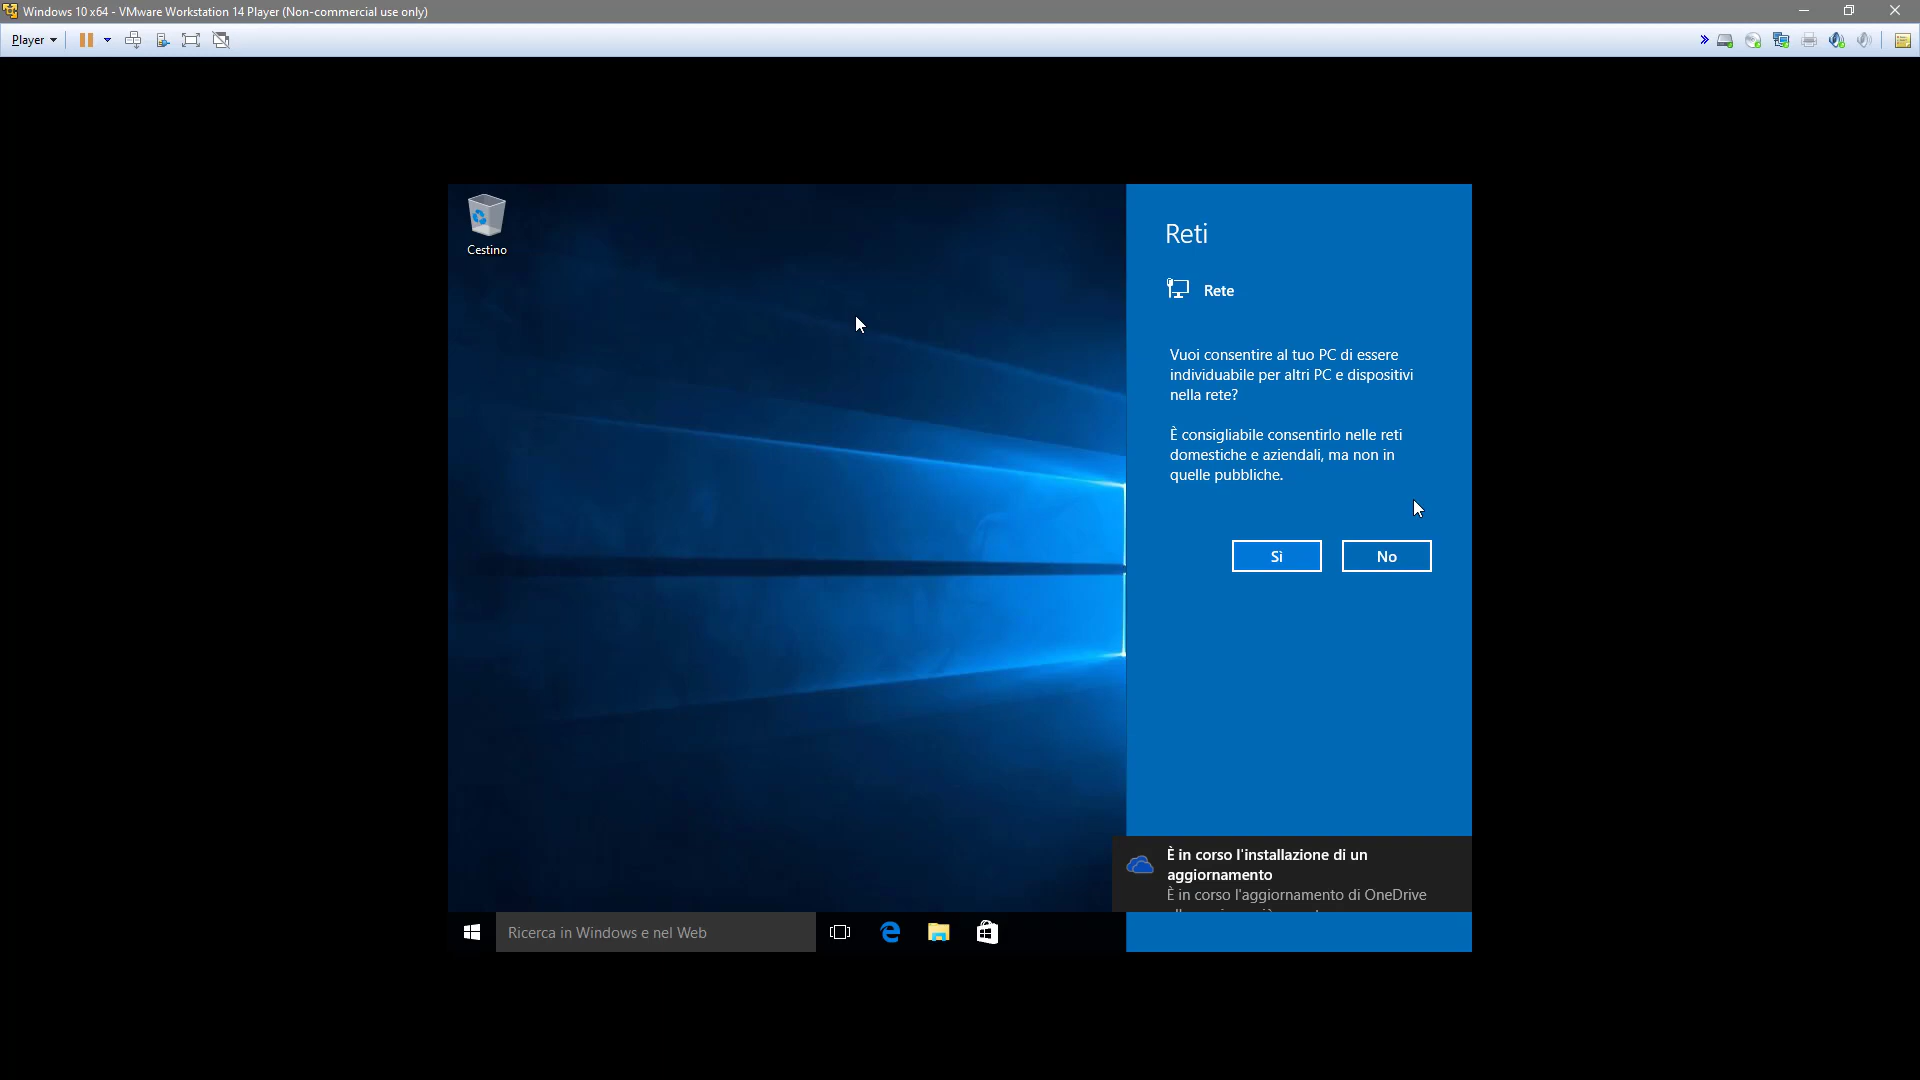 Windows 10 x64 - VMware Workstation 14 Player (Non-commercial use only)
Player
Cestino
Reti
Rete
Vuoi consentire al tuo PC di essere
individuabile per altri PC e dispositivi
nella rete?
È consigliabile consentirlo nelle reti
domestiche e aziendali, ma non in
quelle pubbliche.
Sì No
È in corso l'installazione di un
aggiornamento
È in corso l'aggiornamento di OneDrive
Ricerca in Windows e nel Web